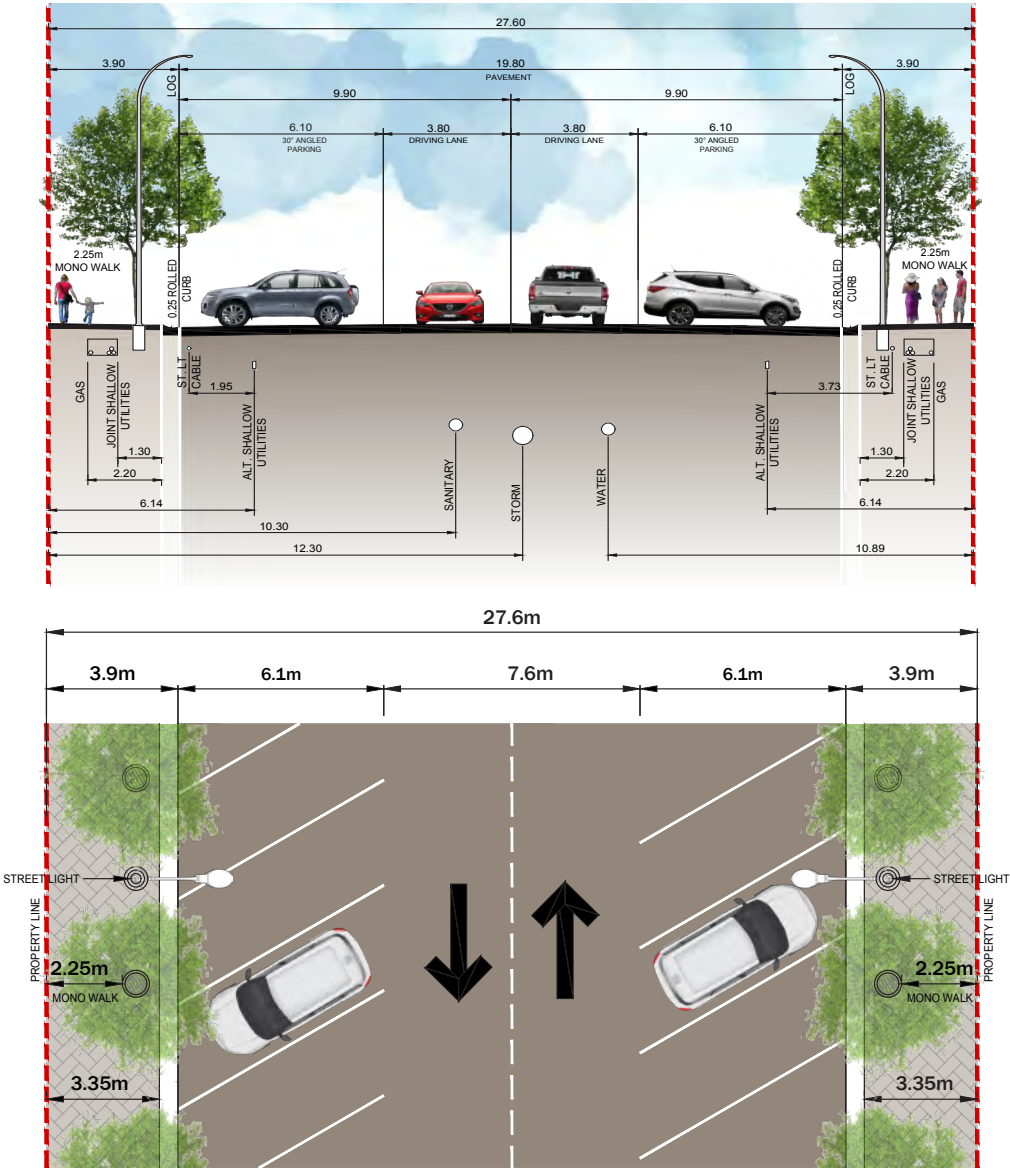 27.60
3.90
19.80
3.90
PAVEMENT
LOG
LOG
9.90
9.90
6.10
3.80
3.80
6.10
30° ANGLED
PARKING
DRIVING LANE
DRIVING LANE
30° ANGLED
PARKING
2.25m
MONO WALK
0.25 ROLLED
CURB
0.25 ROLLED
CURB
2.25m
MONO WALK
GAS
JOINT SHALLOW
UTILITIES
ST. LT
CABLE
1.95
ALT. SHALLOW
UTILITIES
SANITARY
STORM
WATER
ALT. SHALLOW
UTILITIES
3.73
ST. LT
CABLE
JOINT SHALLOW
UTILITIES
GAS
1.30
2.20
1.30
2.20
6.14
6.14
10.30
12.30
10.89
27.6m
3.9m
6.1m
7.6m
6.1m
3.9m
STREET LIGHT
STREET LIGHT
PROPERTY LINE
PROPERTY LINE
2.25m
MONO WALK
2.25m
MONO WALK
3.35m
3.35m